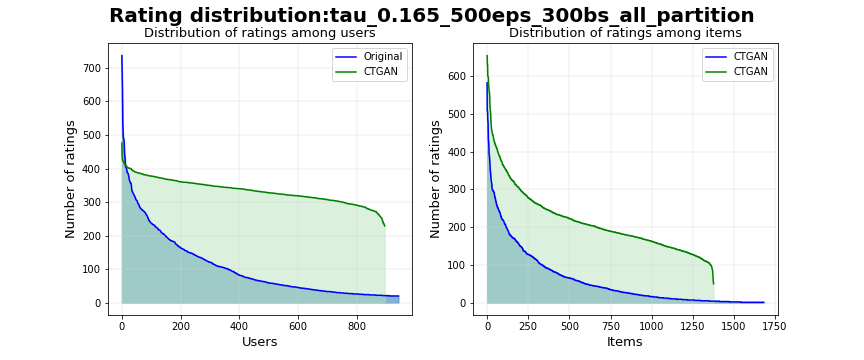 Rating distribution:tau_0.165_500eps_300bs_all_partition
Distribution of ratings among users
Original
CTGAN
Number of ratings
700
600
500
400
300
200
100
0
0
200
400
600
800
Users
Distribution of ratings among items
CTGAN
CTGAN
Number of ratings
600
500
400
300
200
100
0
0
250
500
750
1000
1250
1500
1750
Items